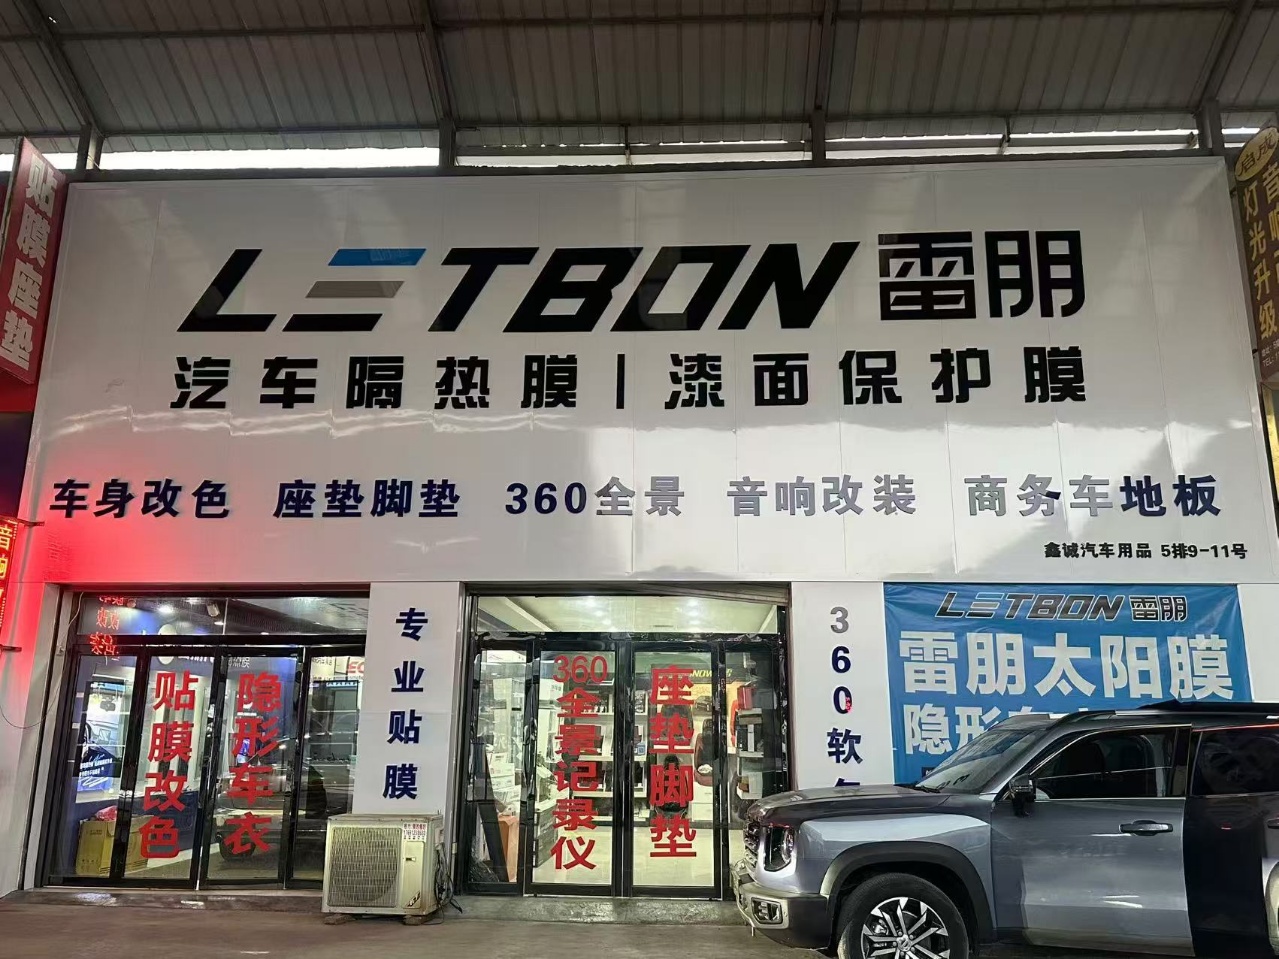 贴膜座垫
LETBON 雷朋
汽车隔热膜|漆面保护膜
车身改色 座垫脚垫 360全景 音响改装 商务车地板
鑫诚汽车用品 5排9-11号
灯光升级
贴膜改色
隐形车衣
专业贴膜
360全景记录仪
座垫脚垫
360软
LETBON 雷朋
雷朋太阳膜
隐形